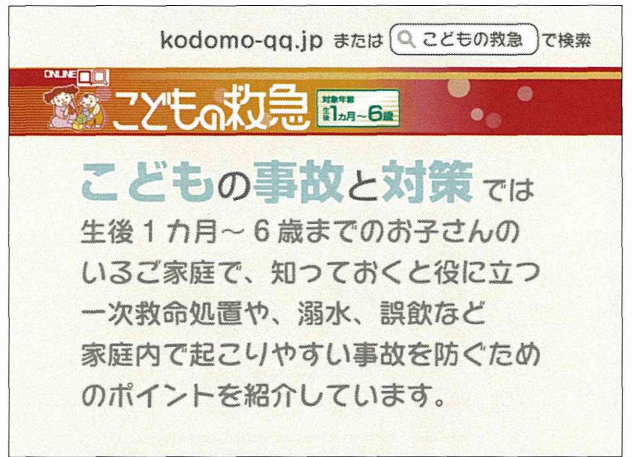 kodomo-qq.jp または こどもの救急 で検索
ONLINE QQ
こどもの救急 対象年齢 生後1カ月~6歳
こどもの事故と対策では
生後1カ月~6歳までのお子さんの
いるご家庭で、知っておくと役に立つ
一次救命処置や、溺水、誤飲など
家庭内で起こりやすい事故を防ぐため
のポイントを紹介しています。